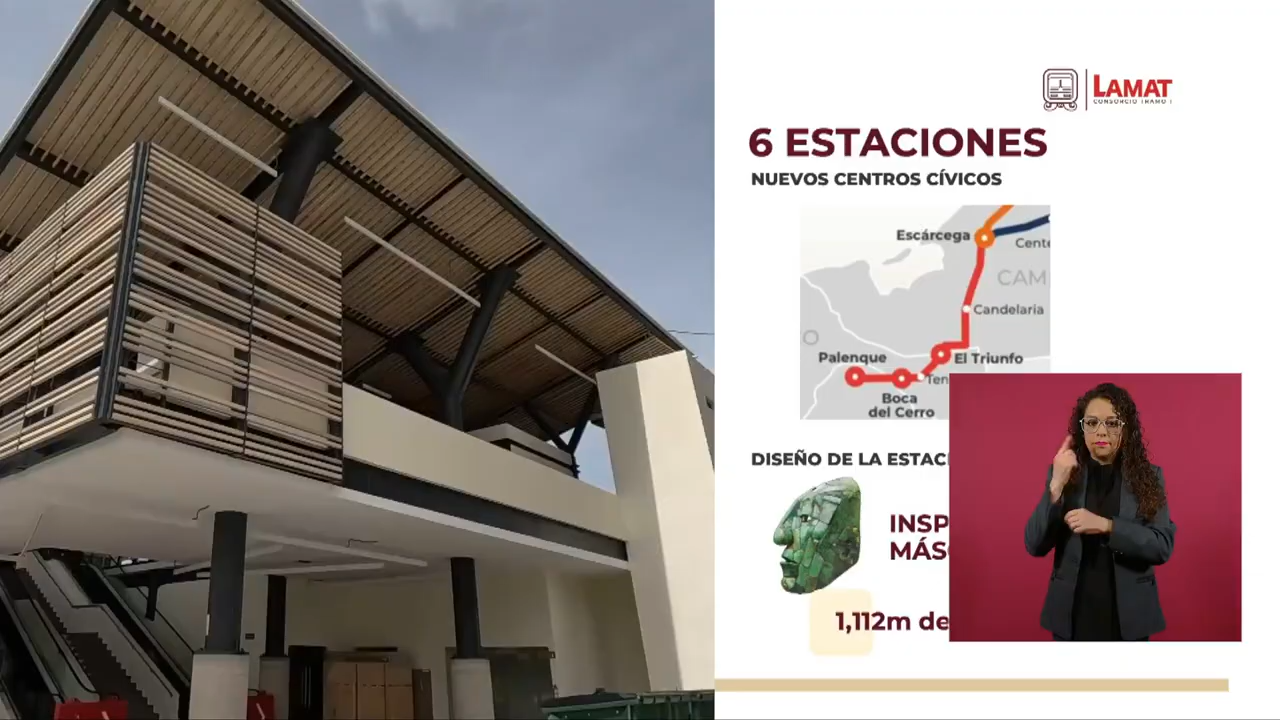 LAMAT
CONSORCIO TRAMO 1
6 ESTACIONES
NUEVOS CENTROS CÍVICOS
Escárcega
Cente
CAM
Candelaria
O
Palenque
El Triunfo
Ten
Boca
del Cerro
DISEÑO DE LA ESTACI
INSP
MÁS
1,112m de